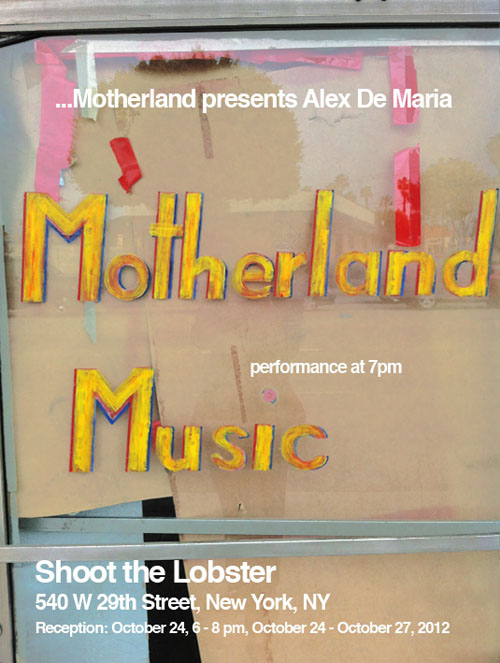 ...Motherland presents Alex De Maria
Motherland
performance at 7pm
Music
Shoot the Lobster
540 W 29th Street, New York, NY
Reception: October 24, 6 - 8 pm, October 24 - October 27, 2012